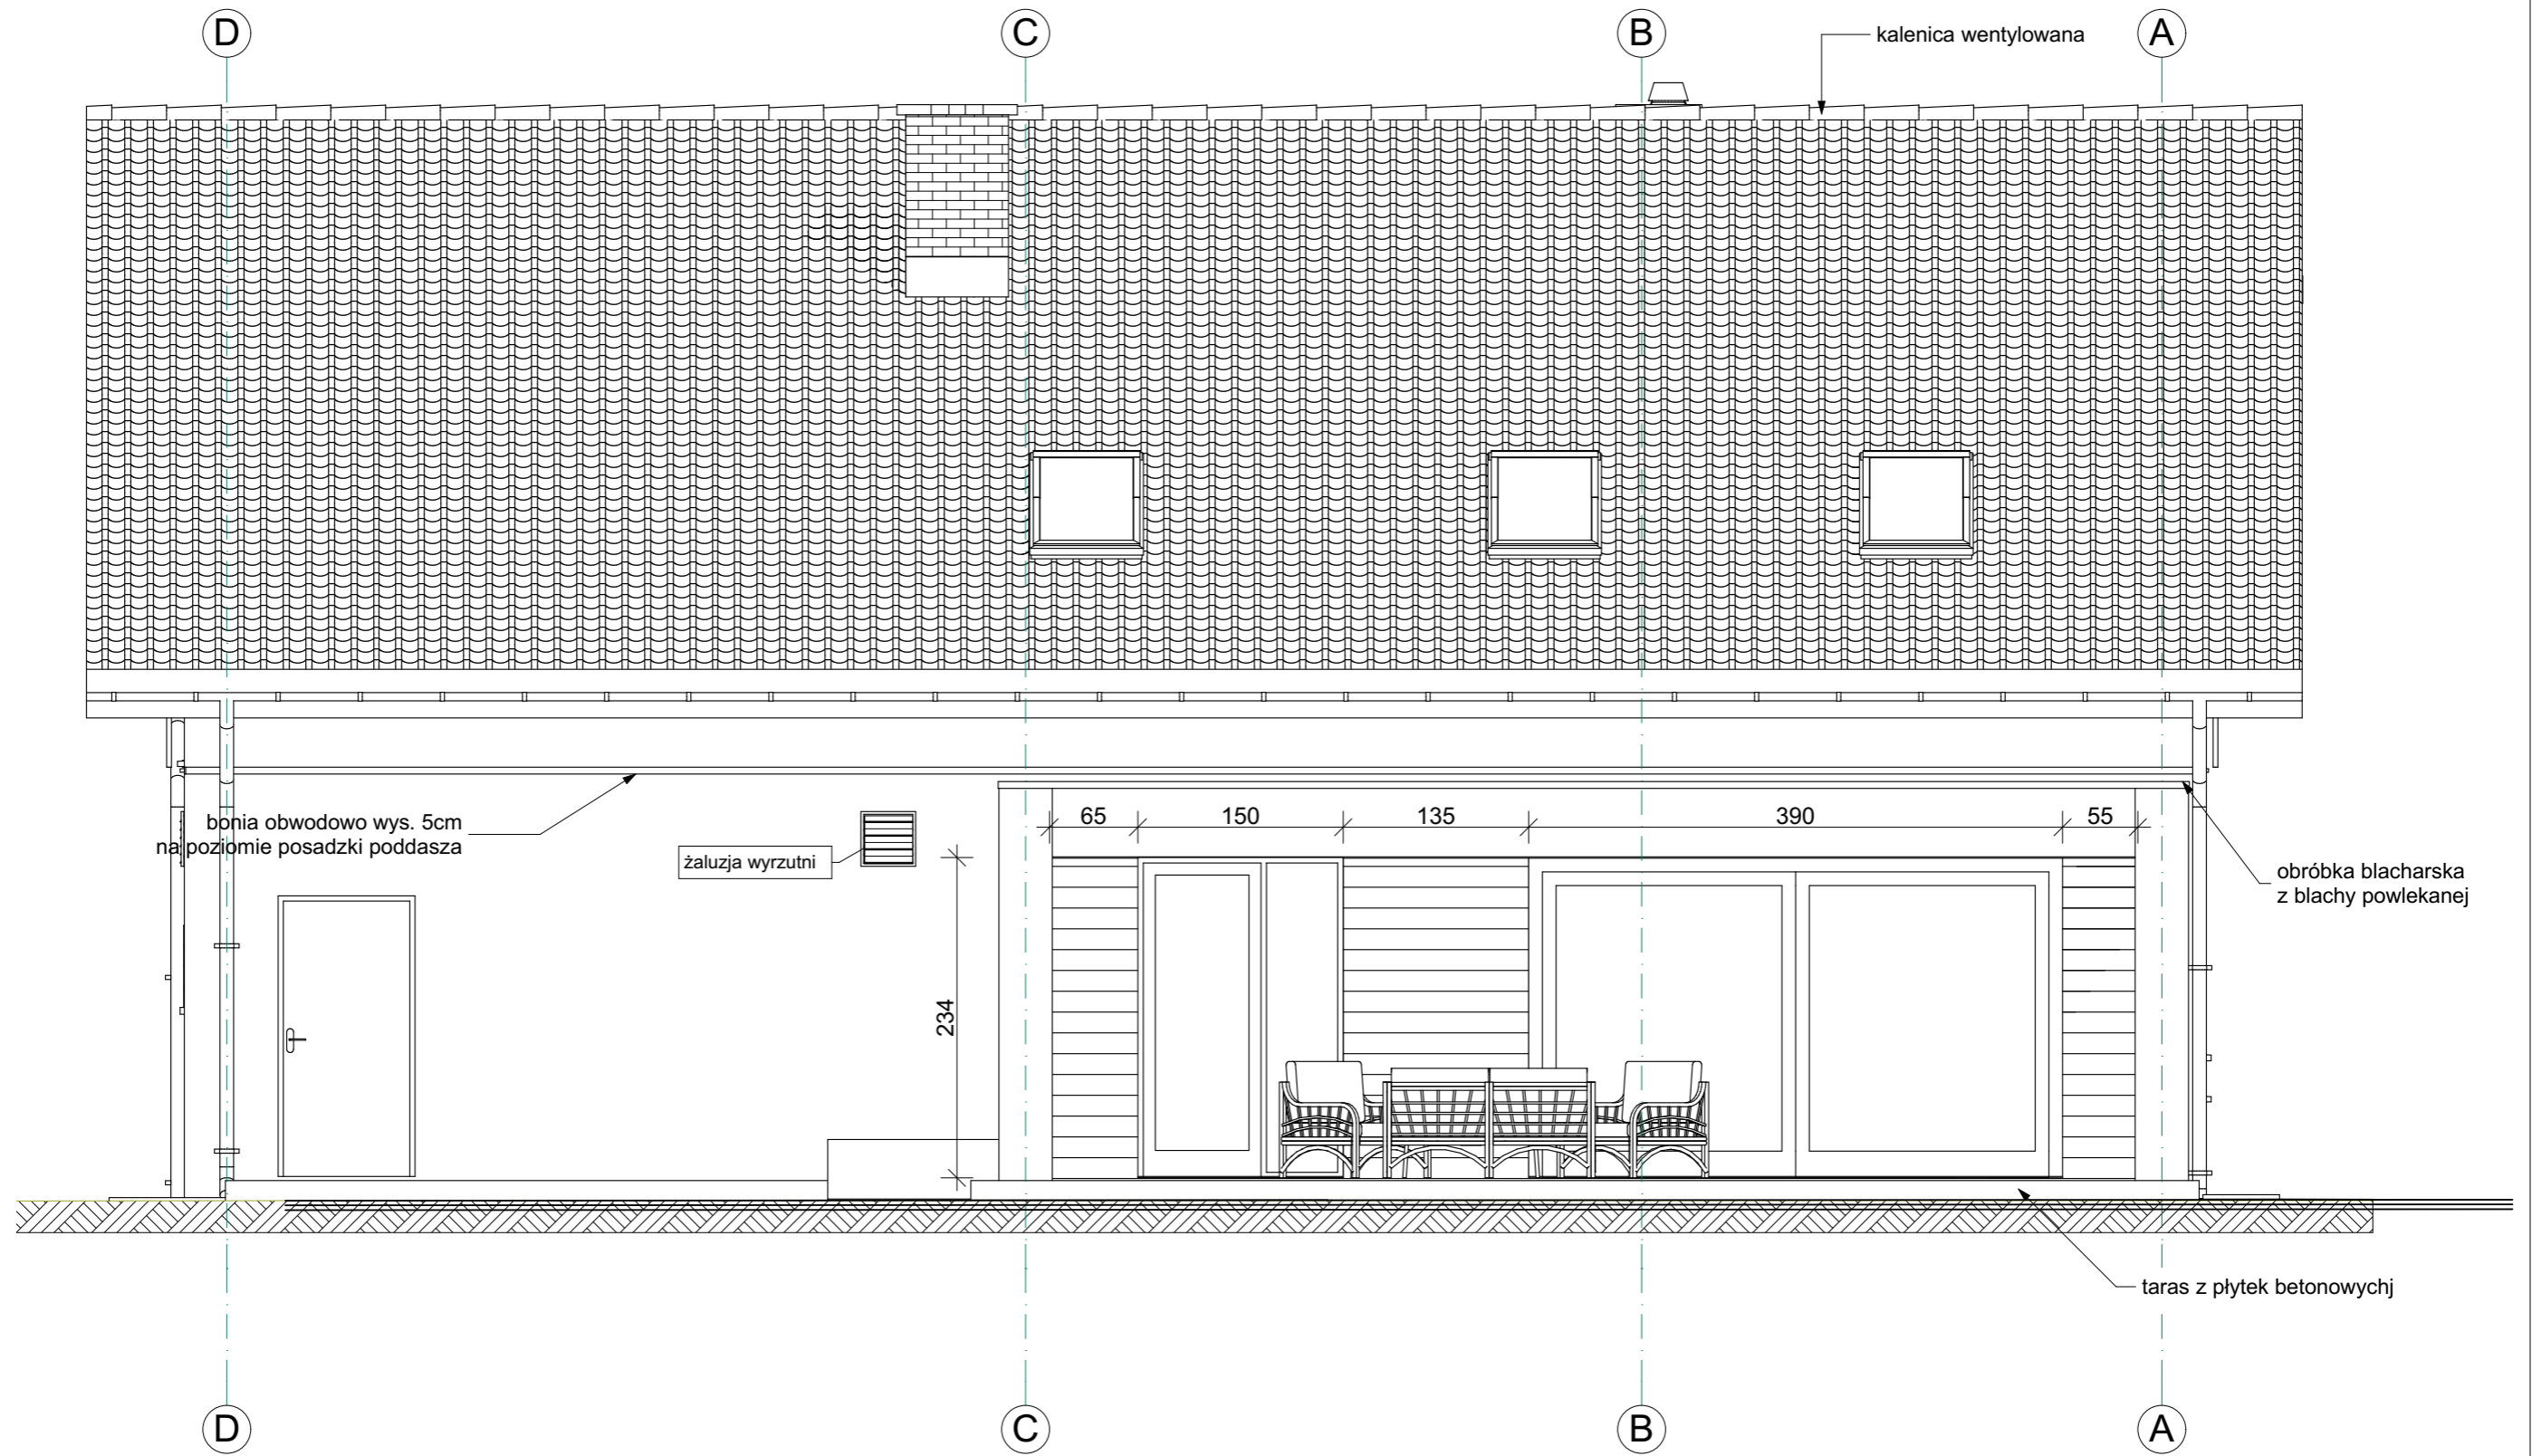 D
C
B
A
kalenica wentylowana
bonia obwodowo wys. 5cm
na poziomie posadzki poddasza
żaluzja wyrzutni
65
150
135
390
55
234
obróbka blacharska
z blachy powlekanej
taras z płytek betonowychj
D
C
B
A